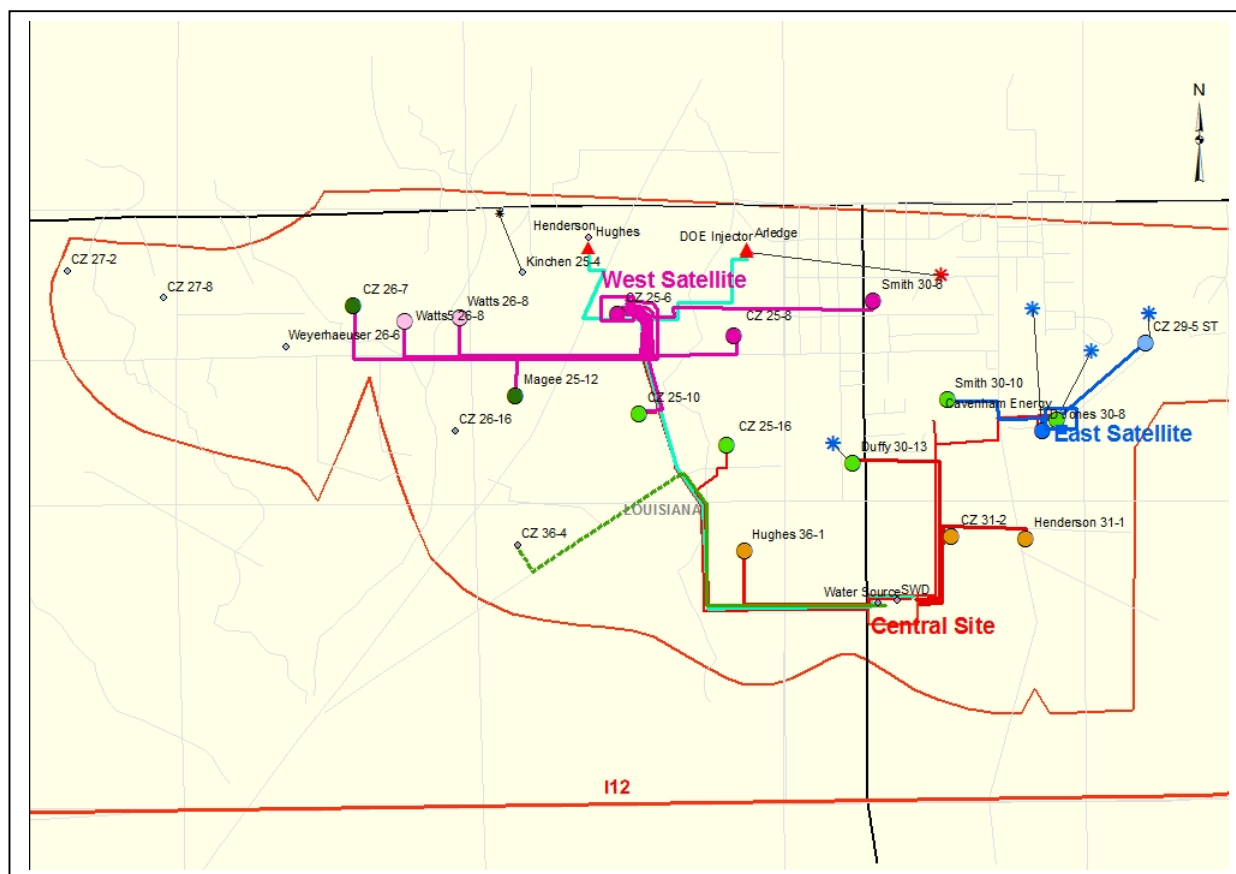 N
Henderson
Hughes
DOE Injector
Arledge
CZ 27-2
Kinchen 25-4
West Satellite
CZ 27-8
CZ 26-7
Watts 26-8
CZ 25-6
Smith 30-6
Watts5 26-8
Weyerhaeuser 26-6
CZ 25-8
CZ 29-5 ST
Magee 25-12
Smith 30-10
CZ 25-10
Cavenham Energy
D Jones 30-8
CZ 26-16
East Satellite
CZ 25-16
Duffy 30-13
LOUISIANA
CZ 36-4
Hughes 36-1
CZ 31-2
Henderson 31-1
Water Source
SWD
Central Site
I12